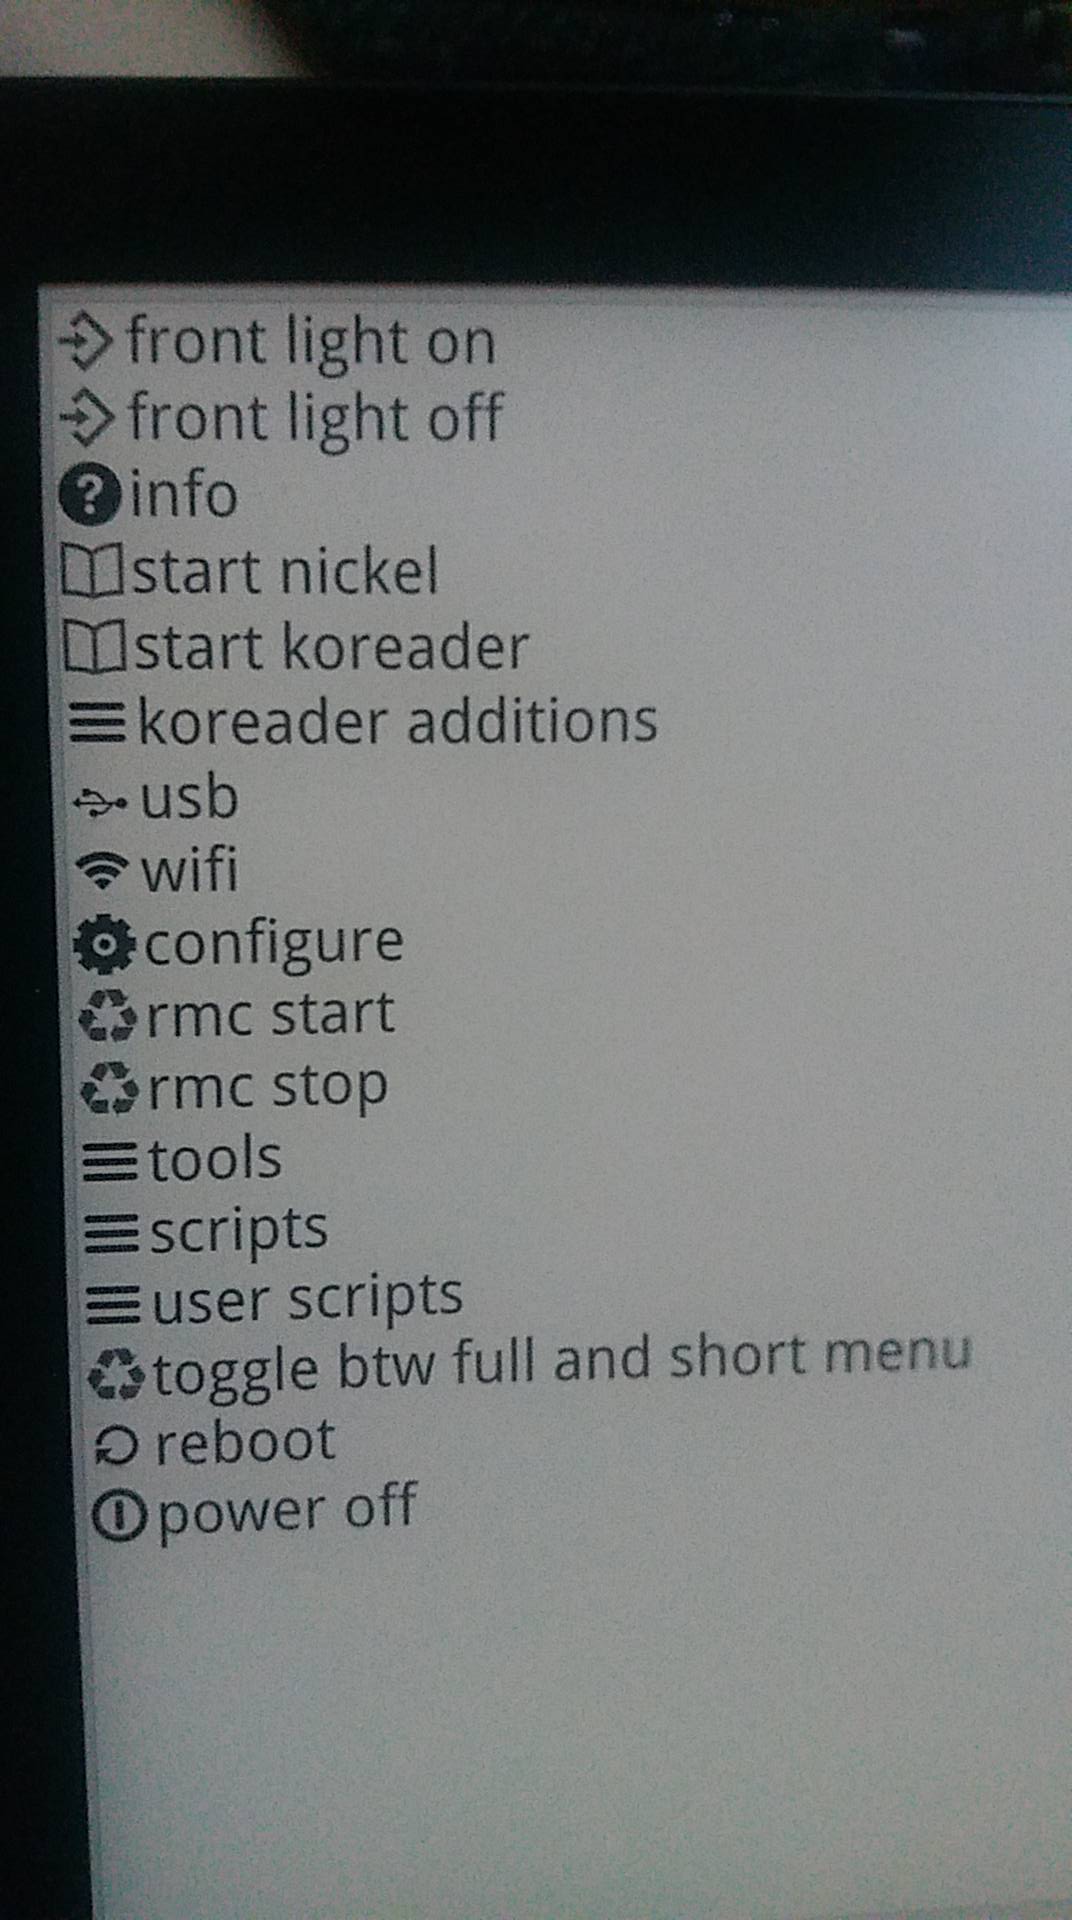 front light on
front light off
info
start nickel
start koreader
koreader additions
usb
wifi
configure
rmc start
rmc stop
tools
scripts
user scripts
toggle btw full and short menu
reboot
power off